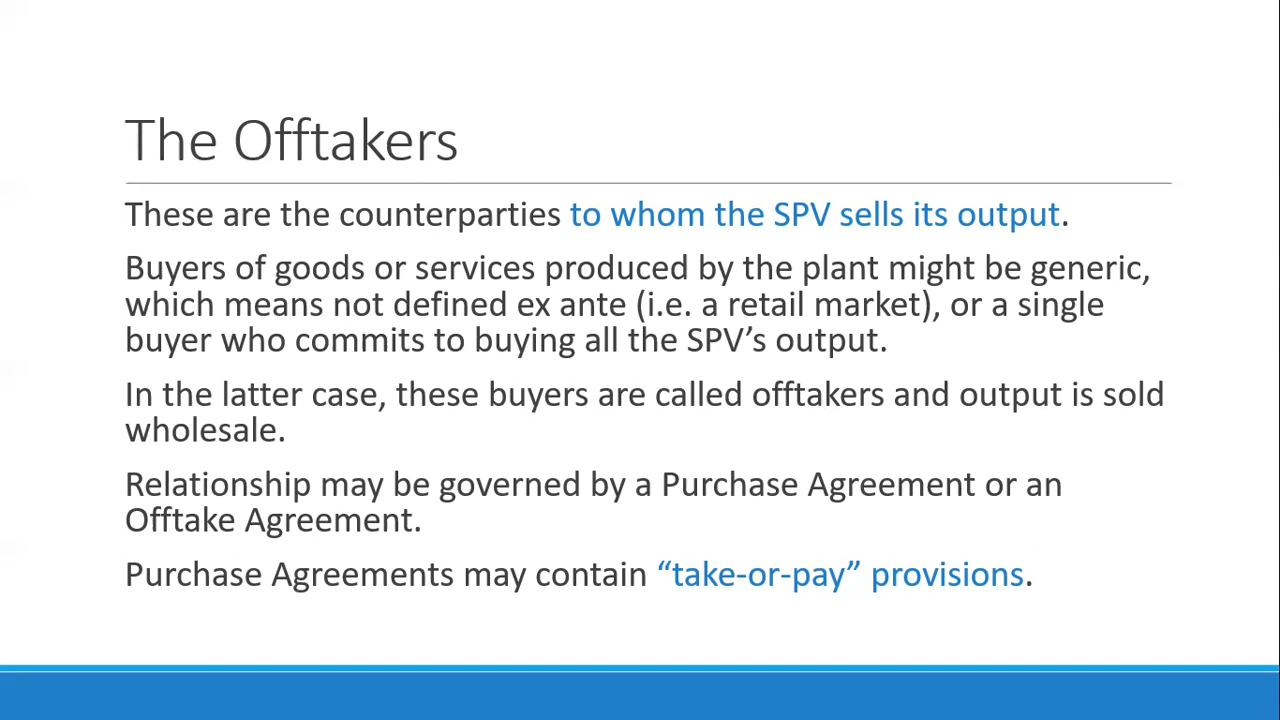 The Offtakers
These are the counterparties to whom the SPV sells its output.
Buyers of goods or services produced by the plant might be generic,
which means not defined ex ante (i.e. a retail market), or a single
buyer who commits to buying all the SPV’s output.
In the latter case, these buyers are called offtakers and output is sold
wholesale.
Relationship may be governed by a Purchase Agreement or an
Offtake Agreement.
Purchase Agreements may contain “take-or-pay” provisions.